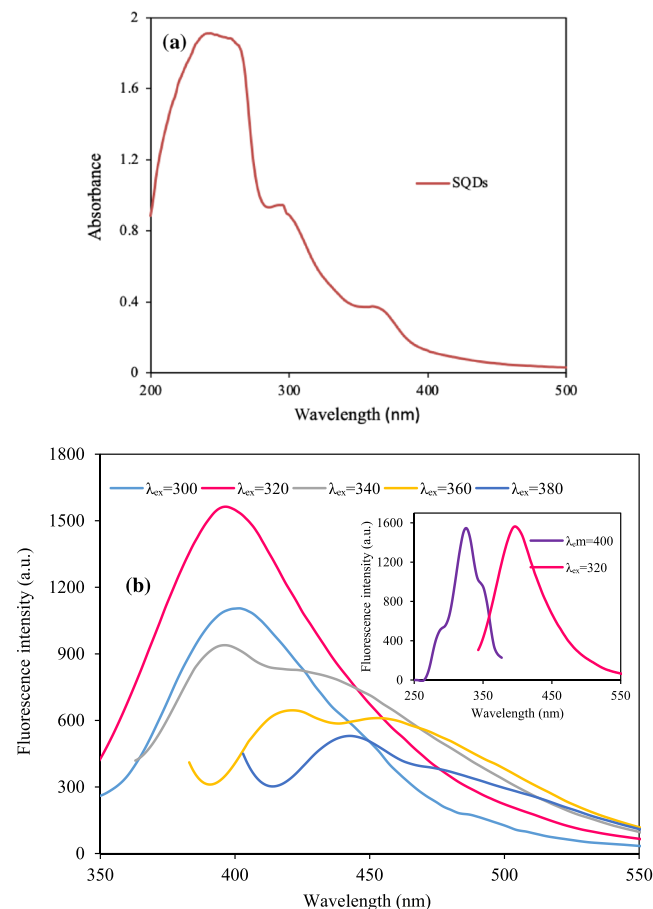 2
(a)
1.6
1.2
0.8
0.4
0
Absorbance
SQDs
200
300
400
500
Wavelength (nm)
1800
1500
1200
900
600
300
0
Fluorescence intensity (a.u.)
λex=300
λex=320
λex=340
λex=360
λex=380
(b)
1600
1200
800
400
0
Fluorescence intensity (a.u.)
λem=400
λex=320
250
350
450
550
Wavelength (nm)
350
400
450
500
550
Wavelength (nm)